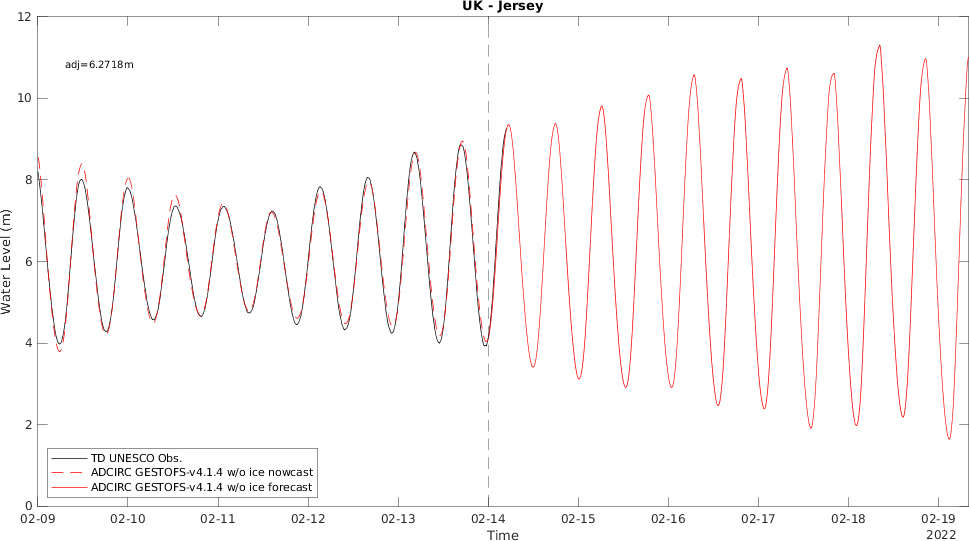 UK - Jersey
12
adj=6.2718m
10
8
6
4
2
0
Water Level (m)
TD UNESCO Obs.
ADCIRC GESTOFS-v4.1.4 w/o ice nowcast
ADCIRC GESTOFS-v4.1.4 w/o ice forecast
02-09 02-10 02-11 02-12 02-13 02-14 02-15 02-16 02-17 02-18 02-19
Time
2022